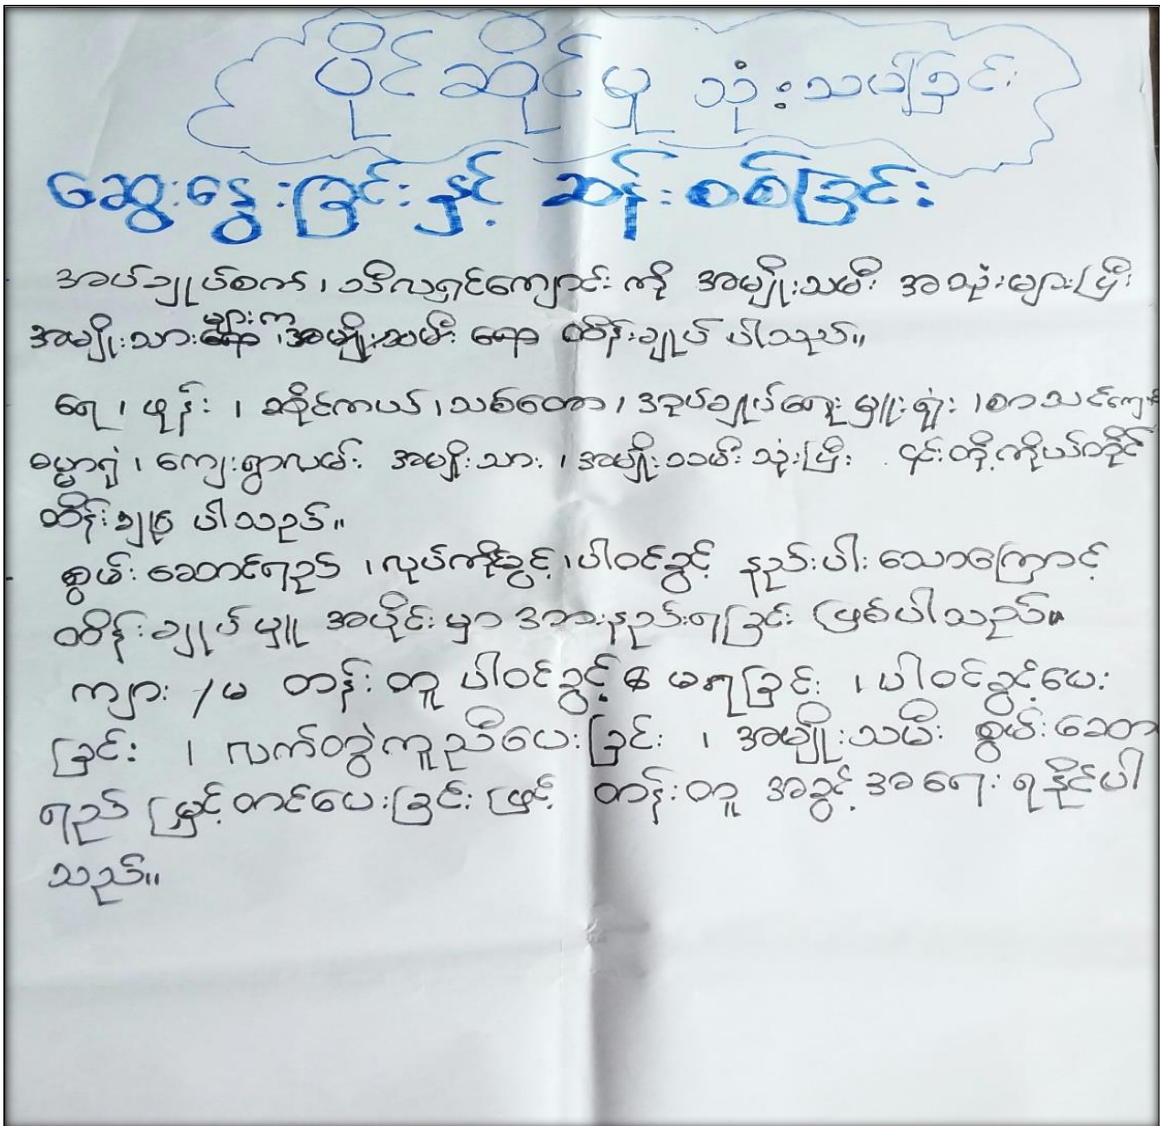 ပိုင်ဆိုင်မှု သုံးသပ်ခြင်း
ဆွေးနွေးခြင်းနှင့် ဆန်းစစ်ခြင်း
အပ်ချုပ်စက်၊ သီလရှင်ကျောင်း ကို အမျိုးသမီး အသုံးများပြီး
အမျိုးသားများက ၊အမျိုးသမီး ရော ထိန်းချုပ် ပါသည်။
ရေ ၊ ဖုန်း ၊ ဆိုင်ကယ် ၊သစ်တော ၊ အုပ်ချုပ်ရေးမှူးရုံး ၊စာသင်ကျောင်း
ဓမ္မာရုံ ၊ ကျေးရွာလမ်း အမျိုးသား ၊အမျိုးသမီး သုံးပြီး ၎င်းတို့ကိုယ်တိုင်
ထိန်းချုပ် ပါသည်။
စွမ်းဆောင်ရည် ၊လုပ်ကိုင်ခွင့် ၊ပါဝင်ခွင့် နည်းပါးသောကြောင့်
ထိန်းချုပ်မှူ အပိုင်းမှာ အားနည်းရခြင်း ဖြစ်ပါသည်။
ကျား /မ တန်းတူ ပါဝင်ခွင့် မရခြင်း ၊ ပါဝင်ခွင့်ပေး
ခြင်း ၊ လက်တွဲကူညီပေးခြင်း ၊ အမျိုးသမီး စွမ်းဆော
ရည် မြှင့်တင်ပေးခြင်းဖြင့် တန်းတူ အခွင့်အရေး ရနိုင်ပါ
သည်။